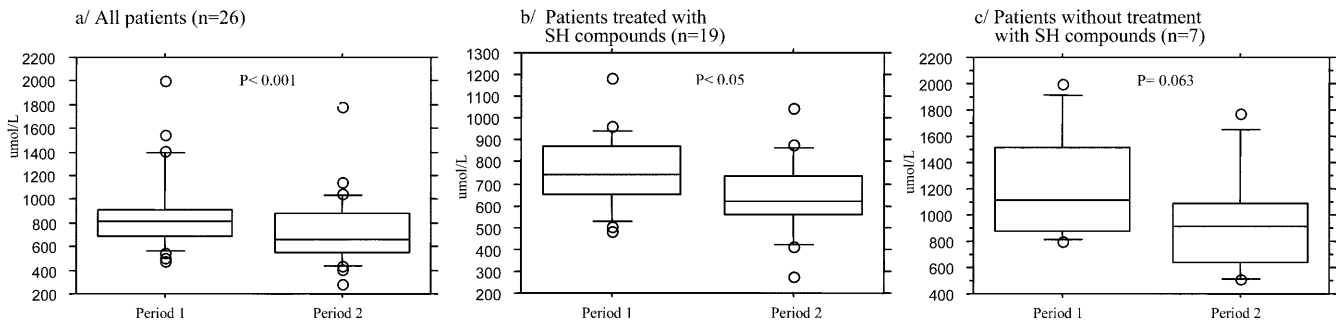 a/ All patients (n=26)
2200
2000
1800
1600
1400
1200
1000
800
600
400
200
umol/L
P< 0.001
Period 1
Period 2
b/ Patients treated with
SH compounds (n=19)
1300
1200
1100
1000
900
800
700
600
500
400
300
200
umol/L
P< 0.05
Period 1
Period 2
c/ Patients without treatment
with SH compounds (n=7)
2200
2000
1800
1600
1400
1200
1000
800
600
400
umol/L
P= 0.063
Period 1
Period 2